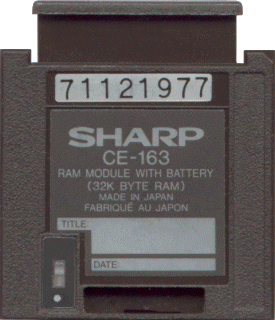 71121977
SHARP
CE-163
RAM MODULE WITH BATTERY
(32K BYTE RAM)
MADE IN JAPAN
FABRIQUÉ AU JAPON
TITLE:
DATE: